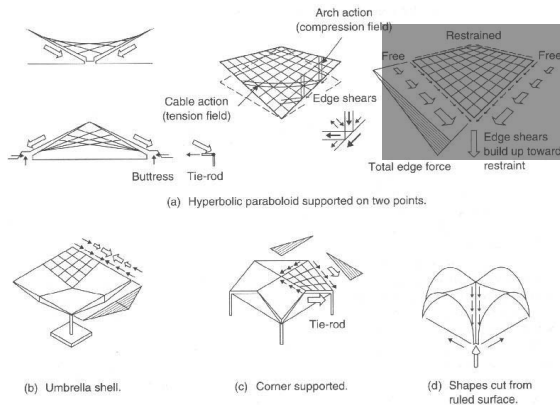 Arch action
(compression field)
Restrained
Free
Free
Cable action
(tension field)
Edge shears
Edge shears
build up toward
restraint
Total edge force
Buttress
Tie-rod
(a) Hyperbolic paraboloid supported on two points.
Tie-rod
(b) Umbrella shell.
(c) Corner supported.
(d) Shapes cut from
ruled surface.